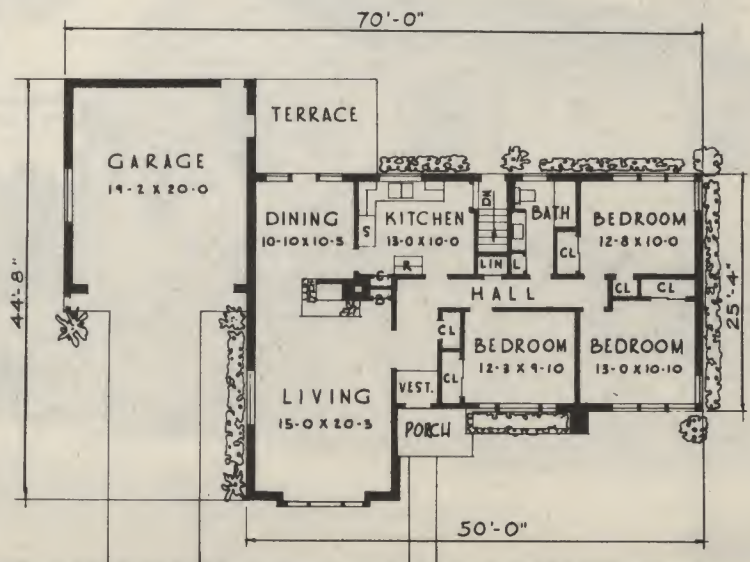 70'-0"
TERRACE
GARAGE
19-2 X 20-0
44'-8"
DINING
10-10 X 10-5
S
KITCHEN
13-0 X 10-0
R
DN
LIN
L
BATH
CL
BEDROOM
12-8 X 10-0
CL
CL
25'-4"
C
D
HALL
CL
CL
BEDROOM
12-3 X 9-10
BEDROOM
13-0 X 10-10
LIVING
15-0 X 20-3
VEST.
PORCH
50'-0"